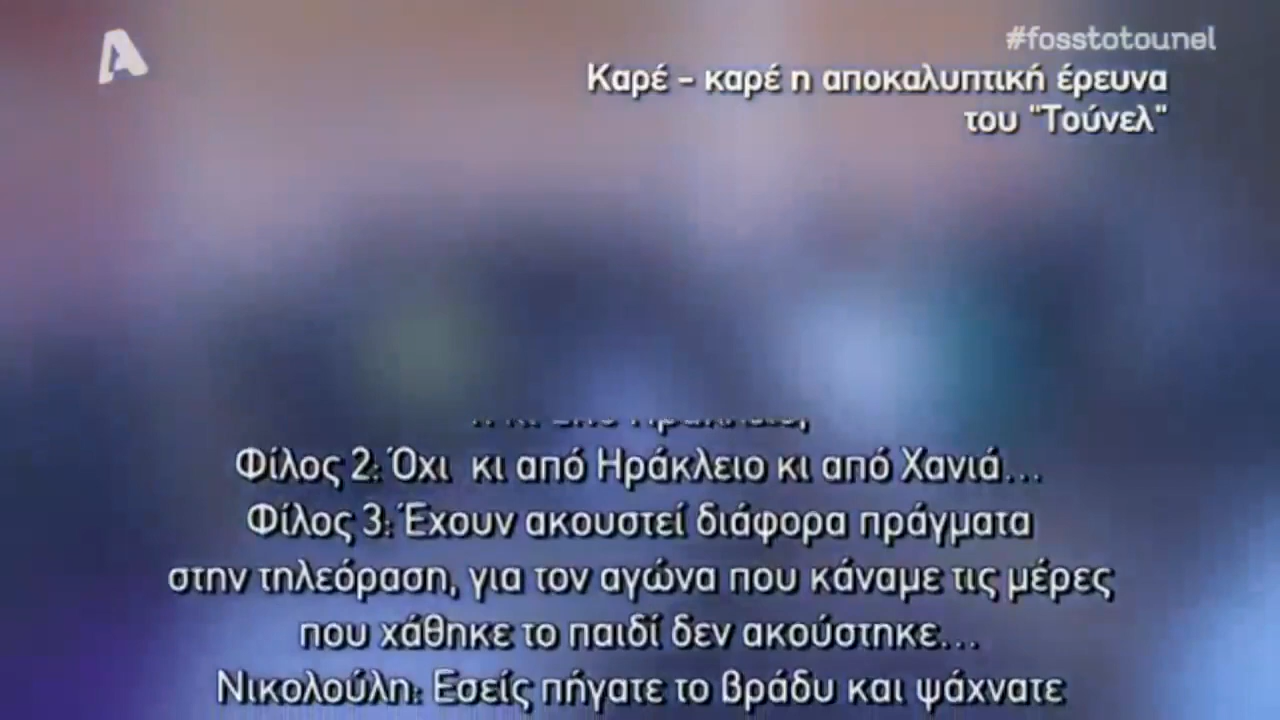 #fosstotounel
Καρέ - καρέ η αποκαλυπτική έρευνα
του "Τούνελ"
Φίλος 2: Όχι κι από Ηράκλειο κι από Χανιά...
Φίλος 3: Έχουν ακουστεί διάφορα πράγματα
στην τηλεόραση, για τον αγώνα που κάναμε τις μέρες
που χάθηκε το παιδί δεν ακούστηκε...
Νικολούλη: Εσείς πήγατε το βράδυ και ψάχνατε